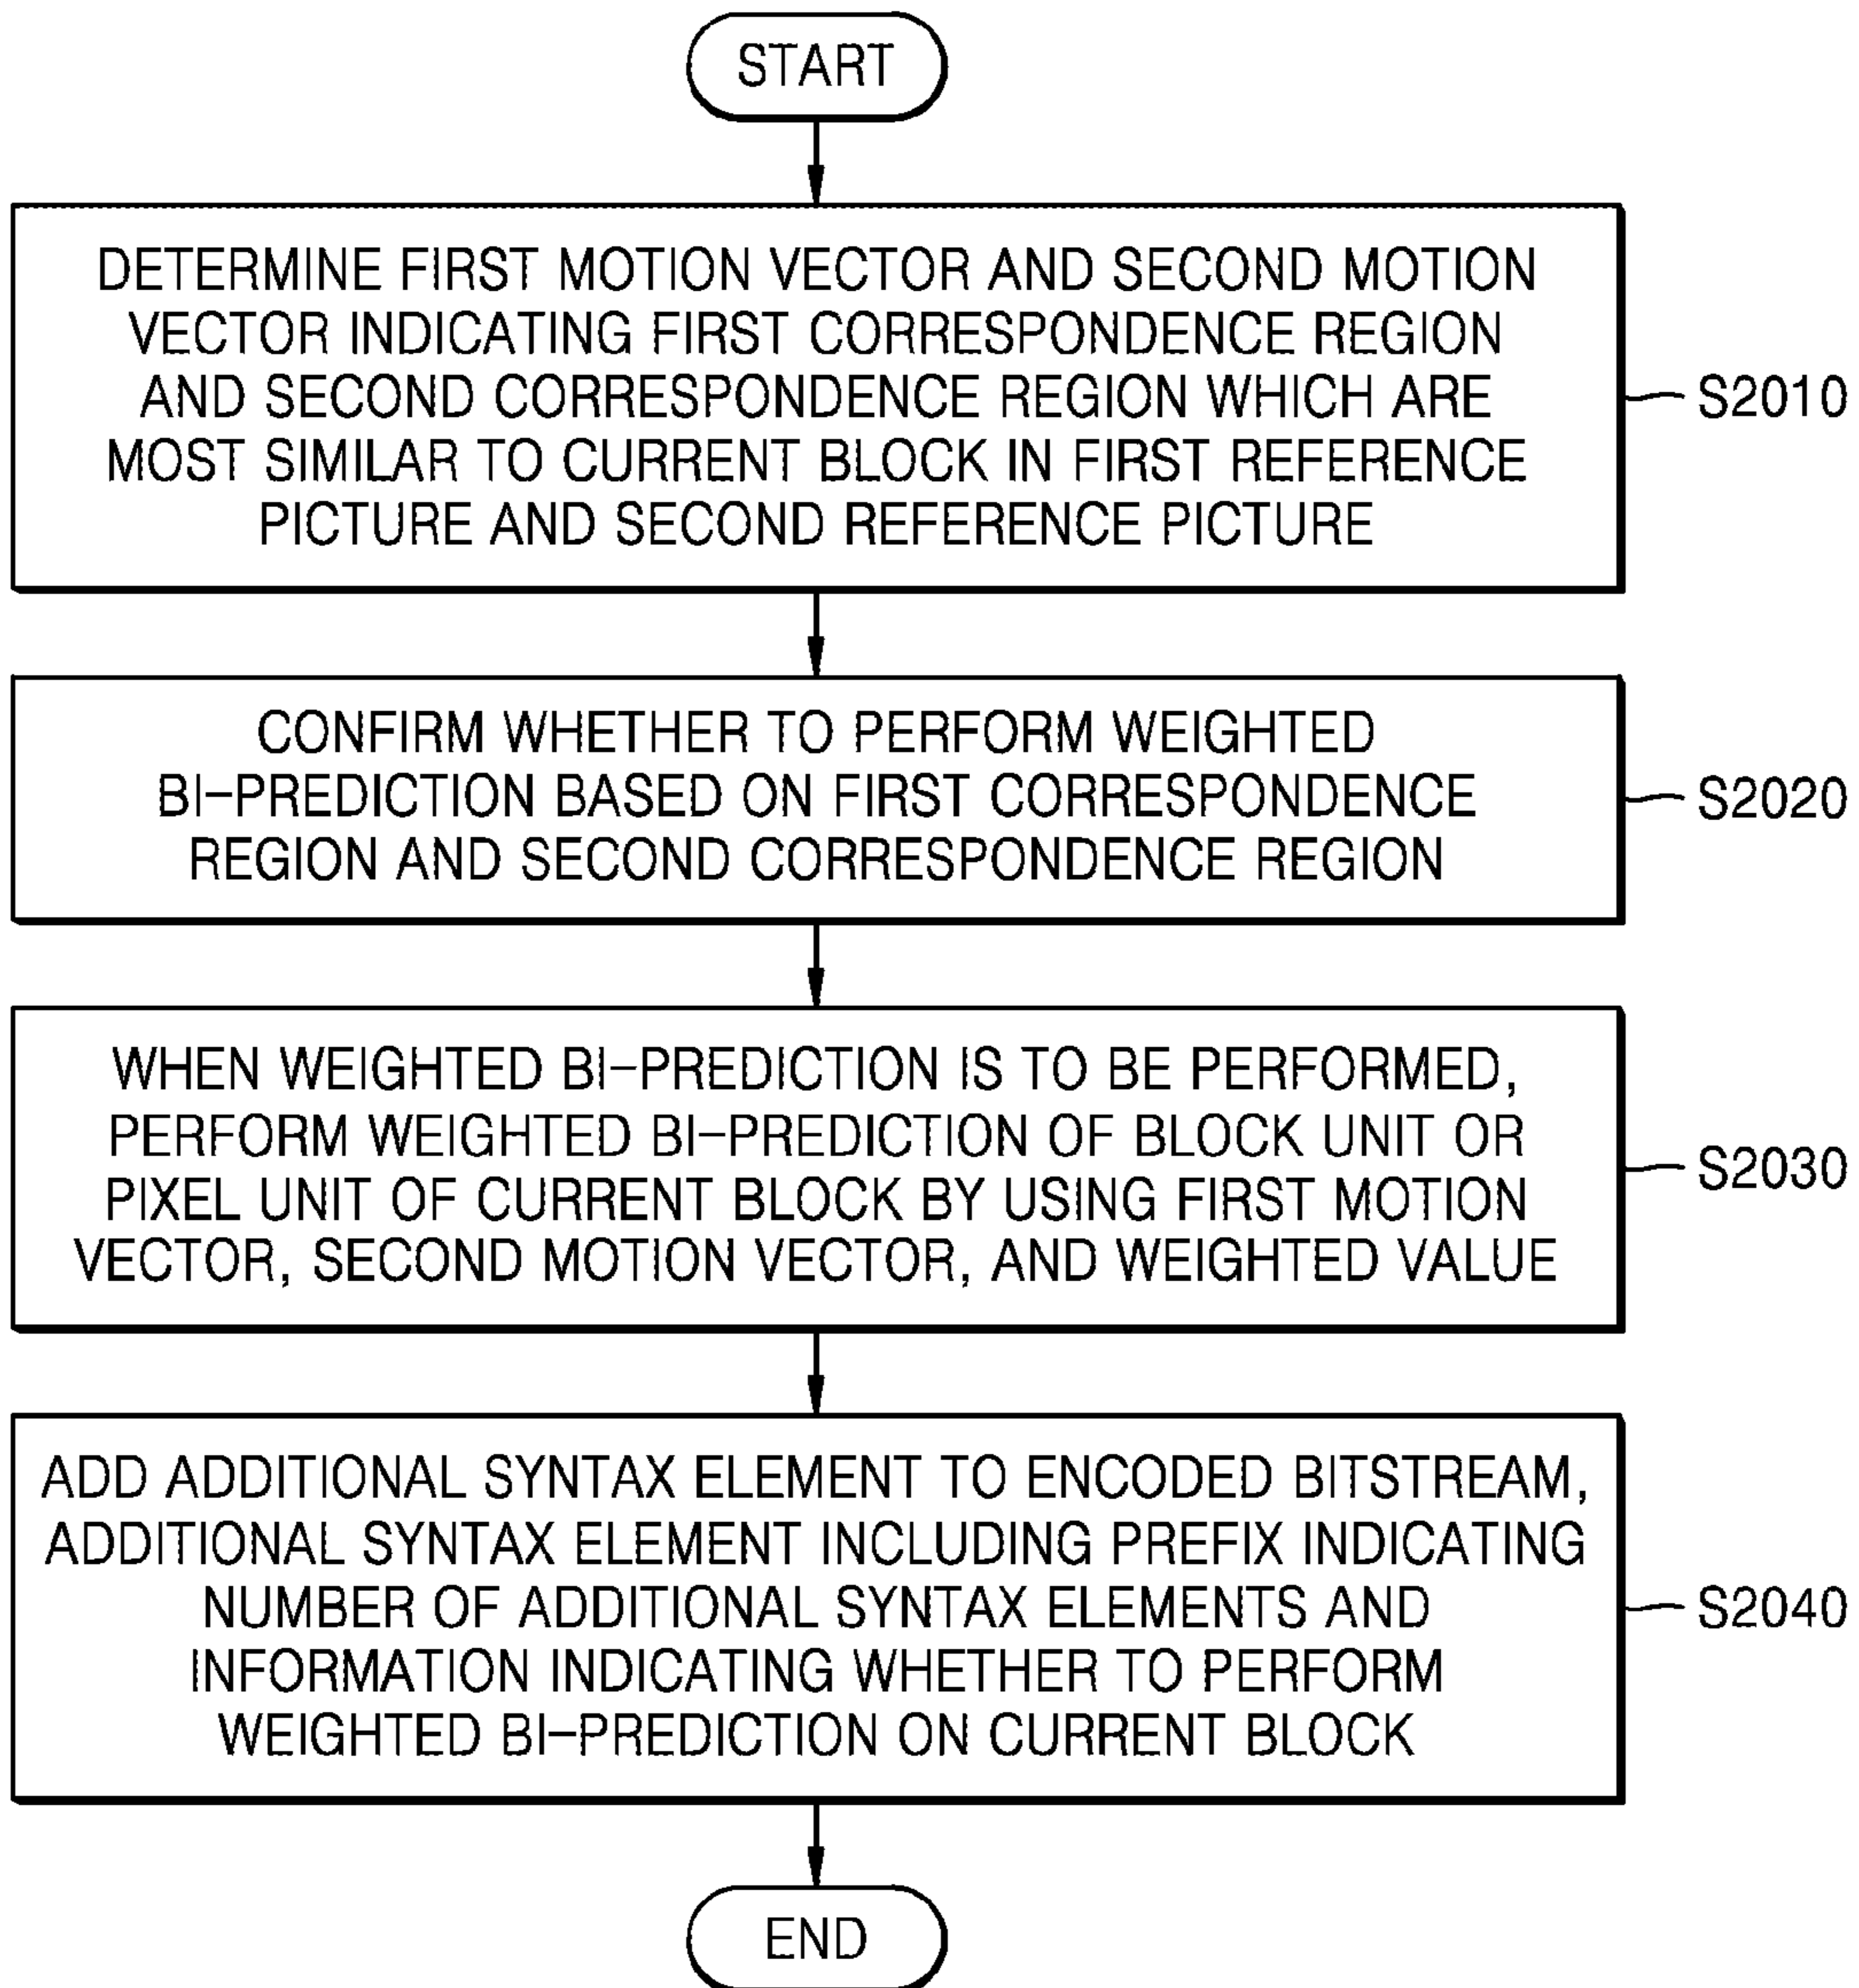 START
DETERMINE FIRST MOTION VECTOR AND SECOND MOTION
VECTOR INDICATING FIRST CORRESPONDENCE REGION
AND SECOND CORRESPONDENCE REGION WHICH ARE
MOST SIMILAR TO CURRENT BLOCK IN FIRST REFERENCE
PICTURE AND SECOND REFERENCE PICTURE
S2010
CONFIRM WHETHER TO PERFORM WEIGHTED
BI-PREDICTION BASED ON FIRST CORRESPONDENCE
REGION AND SECOND CORRESPONDENCE REGION
S2020
WHEN WEIGHTED BI-PREDICTION IS TO BE PERFORMED,
PERFORM WEIGHTED BI-PREDICTION OF BLOCK UNIT OR
PIXEL UNIT OF CURRENT BLOCK BY USING FIRST MOTION
VECTOR, SECOND MOTION VECTOR, AND WEIGHTED VALUE
S2030
ADD ADDITIONAL SYNTAX ELEMENT TO ENCODED BITSTREAM,
ADDITIONAL SYNTAX ELEMENT INCLUDING PREFIX INDICATING
NUMBER OF ADDITIONAL SYNTAX ELEMENTS AND
INFORMATION INDICATING WHETHER TO PERFORM
WEIGHTED BI-PREDICTION ON CURRENT BLOCK
S2040
END